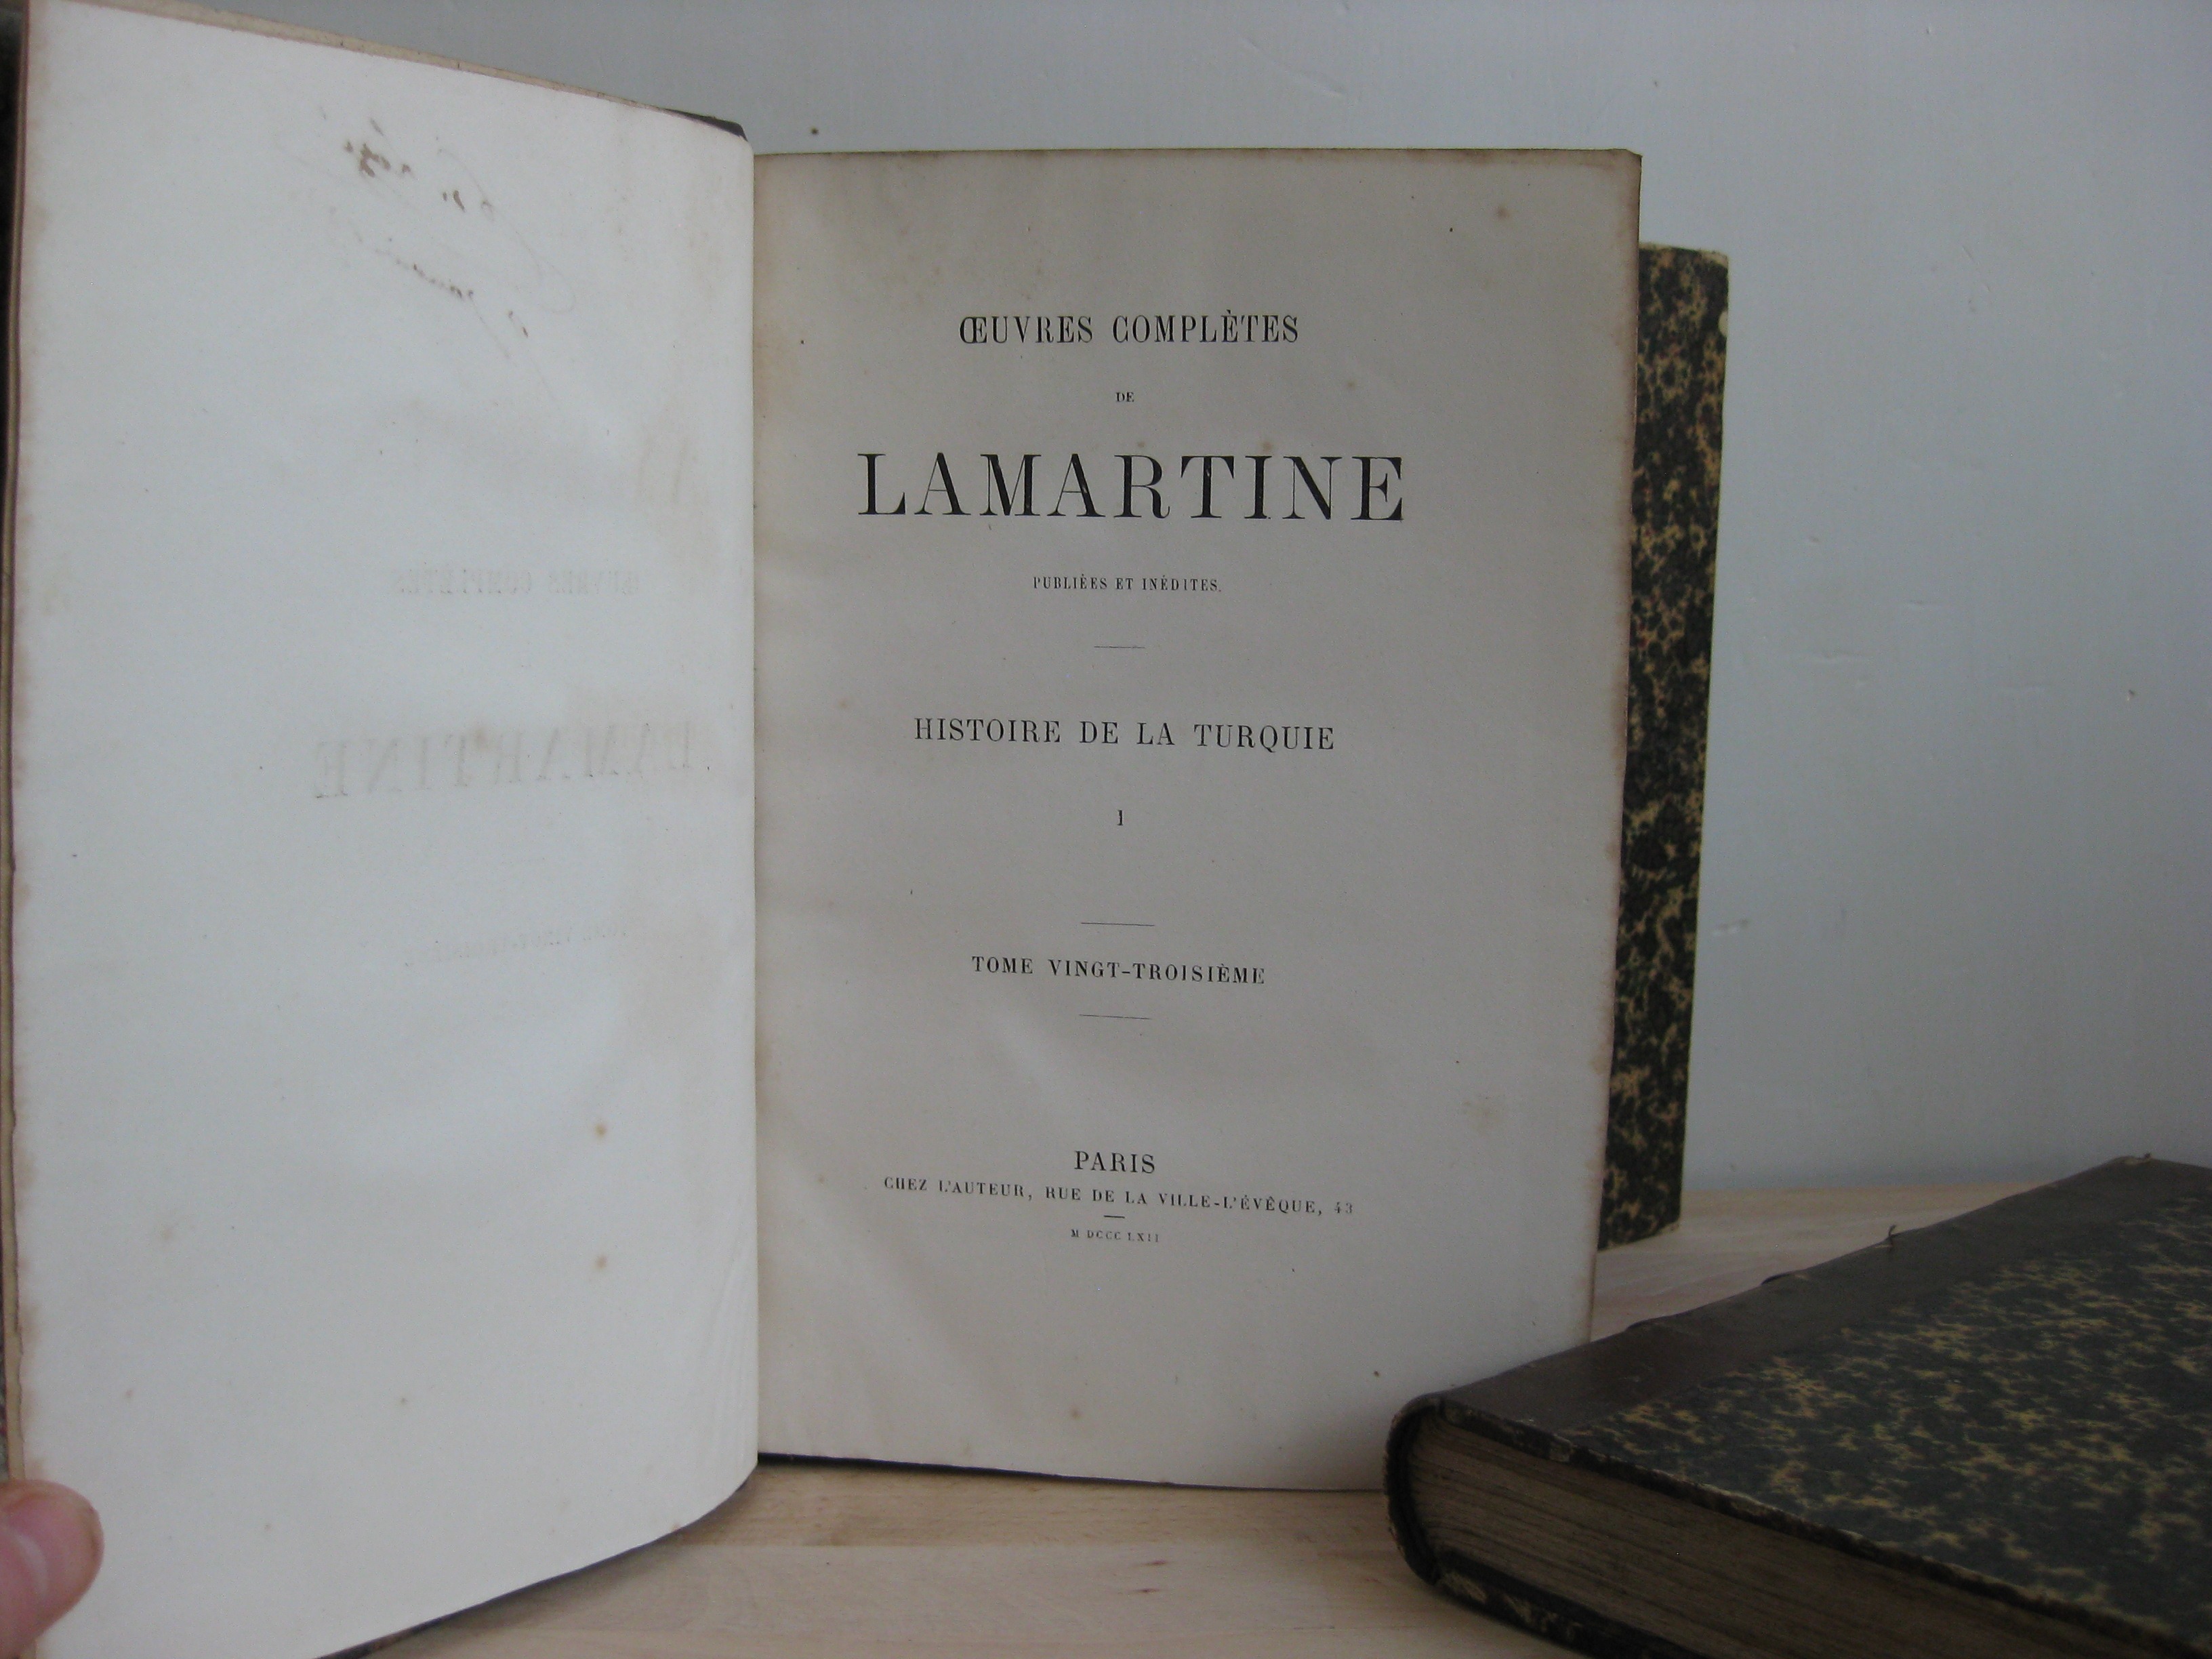 ŒUVRES COMPLÈTES
DE
LAMARTINE
PUBLIÉES ET INÉDITES.
HISTOIRE DE LA TURQUIE
I
TOME VINGT-TROISIÈME
PARIS
CHEZ L'AUTEUR, RUE DE LA VILLE-L'ÉVÊQUE, 43
M DCCC LXII